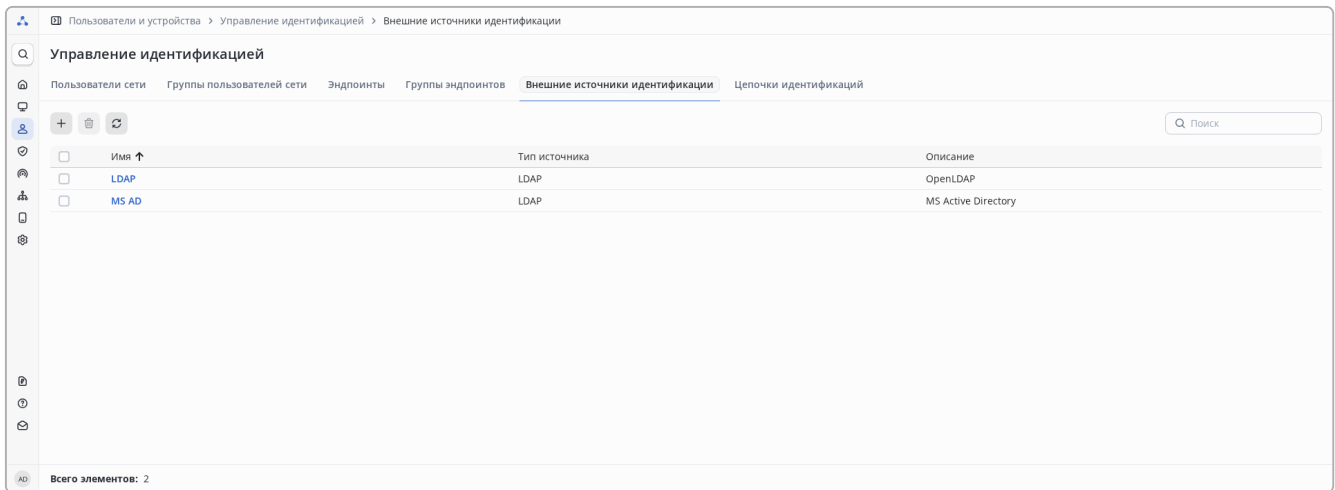 Пользователи и устройства > Управление идентификацией > Внешние источники идентификации
Управление идентификацией
Пользователи сети Группы пользователей сети Эндпоинты Группы эндпоинтов Внешние источники идентификации Цепочки идентификаций
Поиск
Имя Тип источника Описание
LDAP LDAP OpenLDAP
MS AD LDAP MS Active Directory
AD Всего элементов: 2